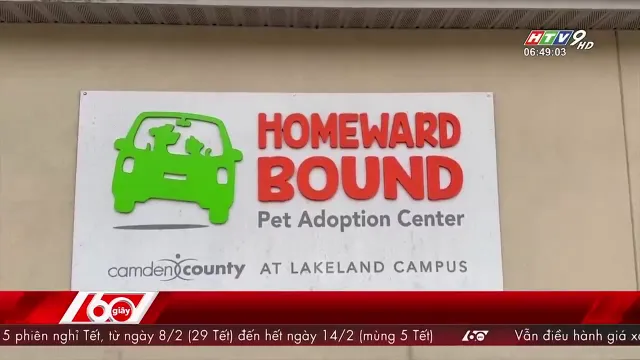 HTV9 HD
06:49:03
HOMEWARD
BOUND
Pet Adoption Center
camden county AT LAKELAND CAMPUS
60 giây
5 phiên nghỉ Tết, từ ngày 8/2 (29 Tết) đến hết ngày 14/2 (mùng 5 Tết) 60 Vẫn điều hành giá x